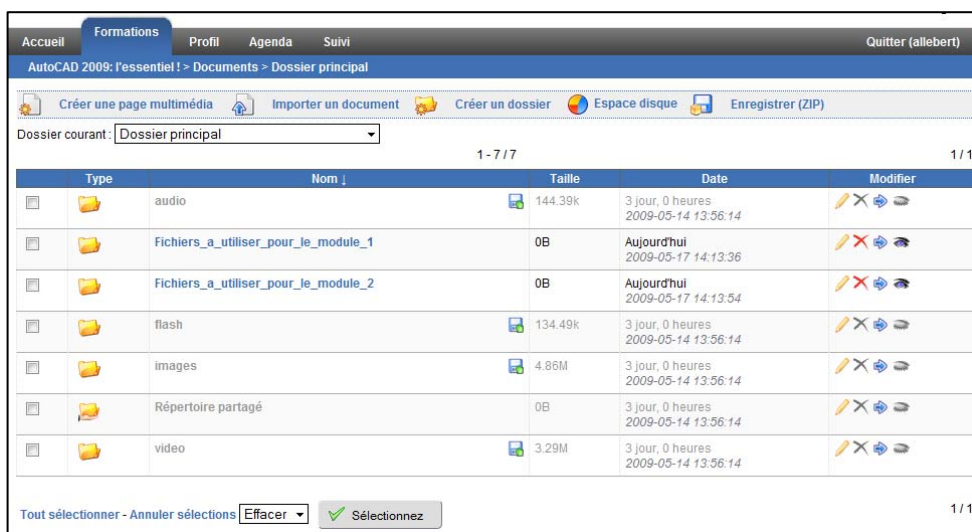 Accueil Formations Profil Agenda Suivi Quitter (allebert)
AutoCAD 2009: l'essentiel ! > Documents > Dossier principal
Créer une page multimédia Importer un document Créer un dossier Espace disque Enregistrer (ZIP)
Dossier courant : Dossier principal
1 - 7 / 7 1 / 1
Type Nom ↓ Taille Date Modifier
audio 144.39k 3 jour, 0 heures
2009-05-14 13:56:14
Fichiers_a_utiliser_pour_le_module_1 0B Aujourd'hui
2009-05-17 14:13:36
Fichiers_a_utiliser_pour_le_module_2 0B Aujourd'hui
2009-05-17 14:13:54
flash 134.49k 3 jour, 0 heures
2009-05-14 13:56:14
images 4.86M 3 jour, 0 heures
2009-05-14 13:56:14
Répertoire partagé 0B 3 jour, 0 heures
2009-05-14 13:56:14
video 3.29M 3 jour, 0 heures
2009-05-14 13:56:14
Tout sélectionner - Annuler sélections Effacer Sélectionnez 1 / 1